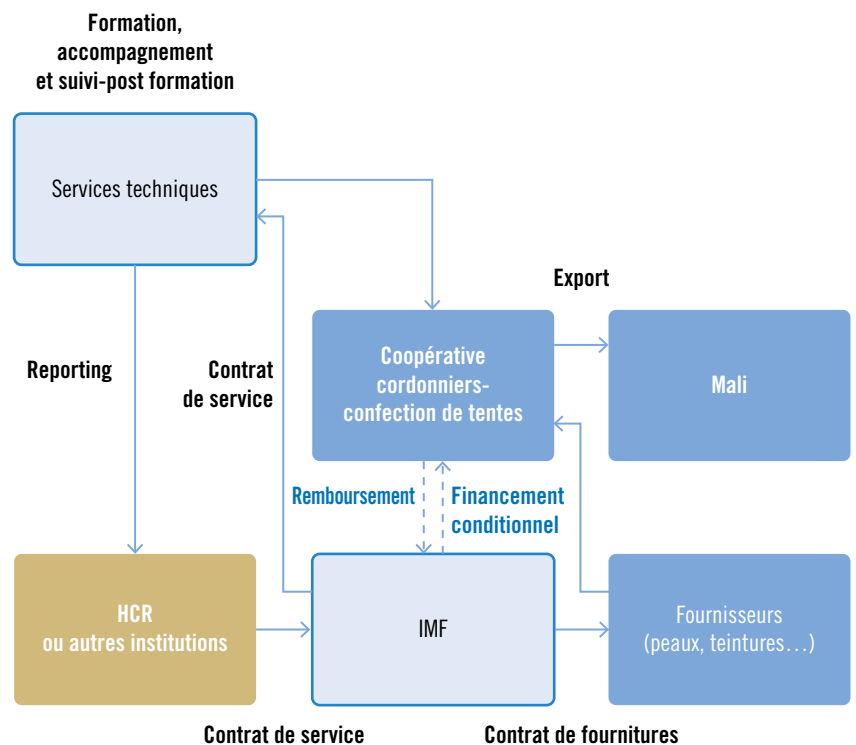 Formation,
accompagnement
et suivi-post formation
Services techniques
Export
Reporting
Contrat
de service
Coopérative
cordonniers-
confection de tentes
Mali
Remboursement
Financement
conditionnel
HCR
ou autres institutions
IMF
Fournisseurs
(peaux, teintures…)
Contrat de service
Contrat de fournitures